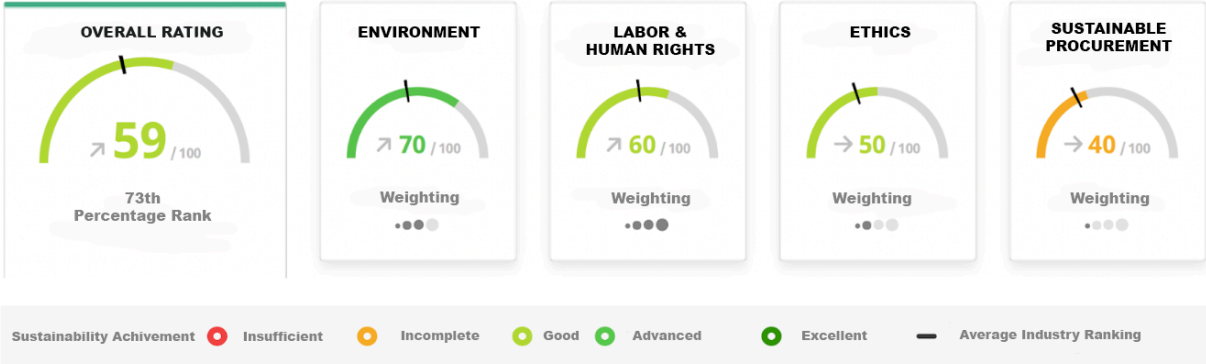 OVERALL RATING
59 / 100
73th
Percentage Rank
ENVIRONMENT
70 / 100
Weighting
LABOR &
HUMAN RIGHTS
60 / 100
Weighting
ETHICS
50 / 100
Weighting
SUSTAINABLE
PROCUREMENT
40 / 100
Weighting
Sustainability Achivement Insufficient Incomplete Good Advanced Excellent Average Industry Ranking